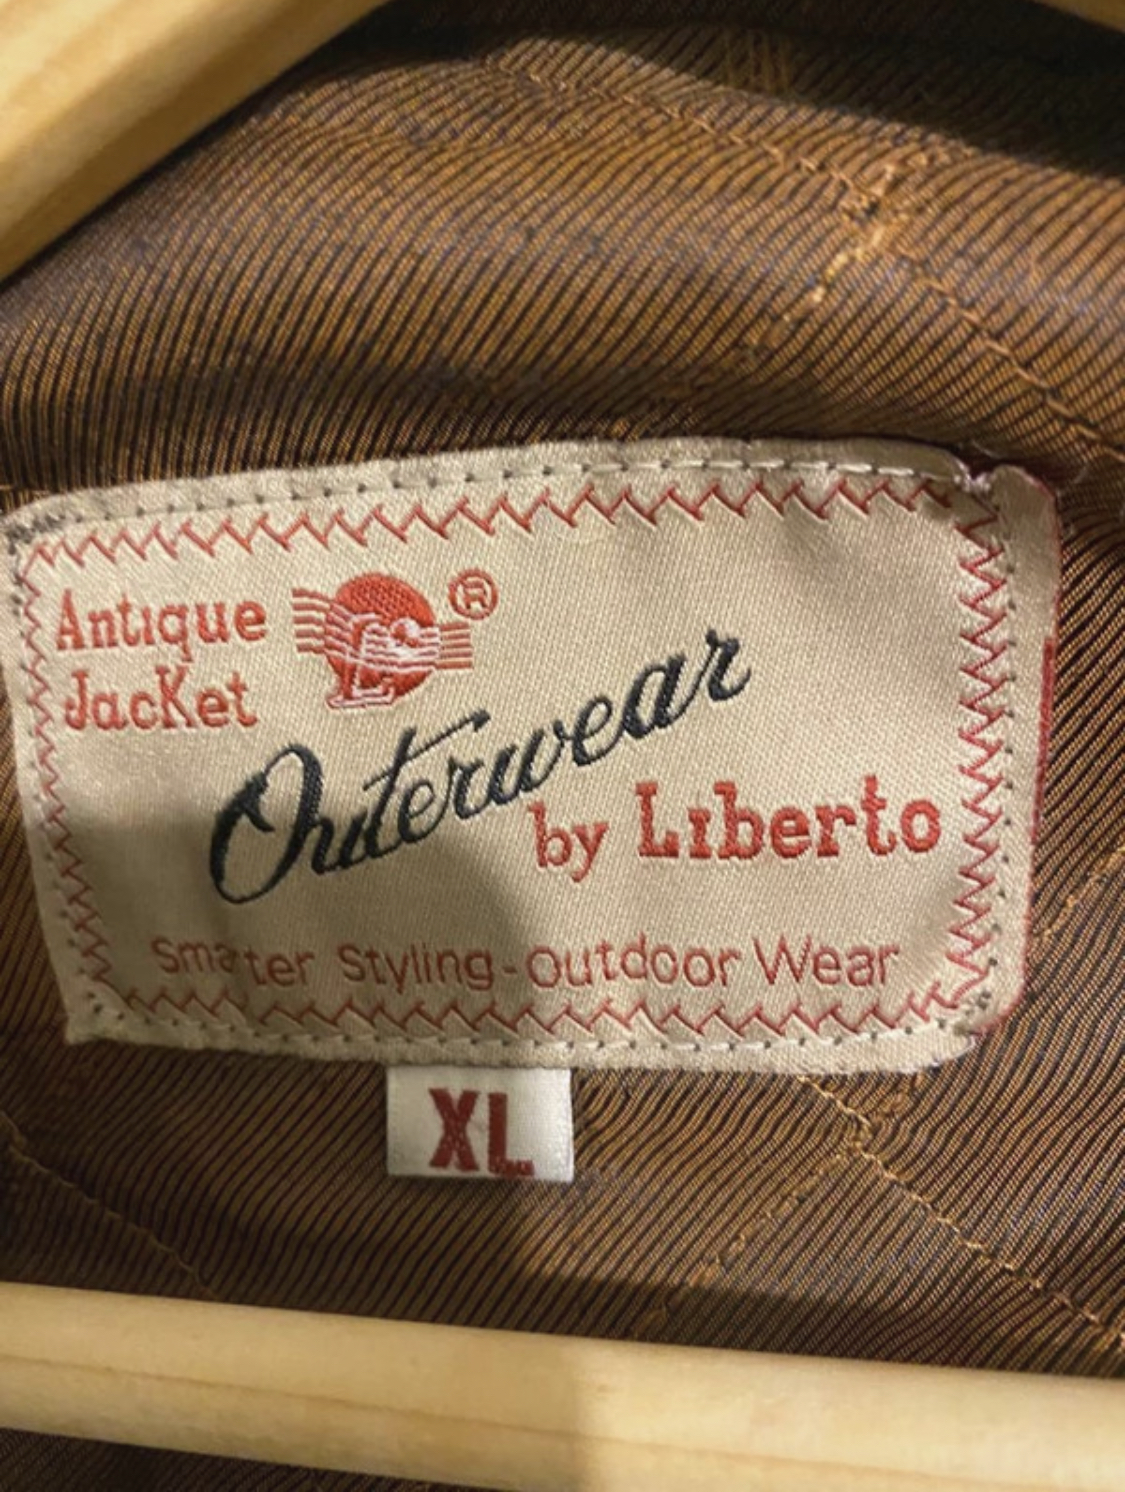 Antique
Jacket
®
Outerwear
by Liberto
Smarter Styling - Outdoor Wear
XL